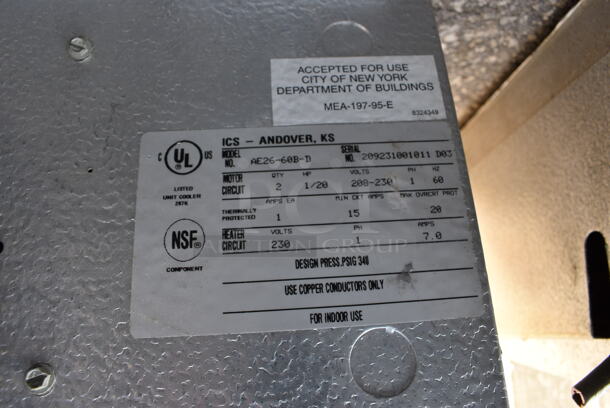 ACCEPTED FOR USE
CITY OF NEW YORK
DEPARTMENT OF BUILDINGS
MEA-197-95-E
8324349
ICS - ANDOVER, KS
C UL ® US
LISTED
UNIT COOLER
297N
MODEL NO. AE26-60B-D SERIAL NO. 209231001011 D03
MOTOR CIRCUIT QTY 2 HP 1/20 VOLTS 208-230 PH 1 HZ 60
THERMALLY PROTECTED AMPS EA 1 MIN CKT AMPS 15 MAX OVRCRT PROT 20
HEATER CIRCUIT VOLTS 230 PH 1 AMPS 7.0
NSF®
COMPONENT
DESIGN PRESS.PSIG 340
USE COPPER CONDUCTORS ONLY
FOR INDOOR USE
AUCTION GROUP